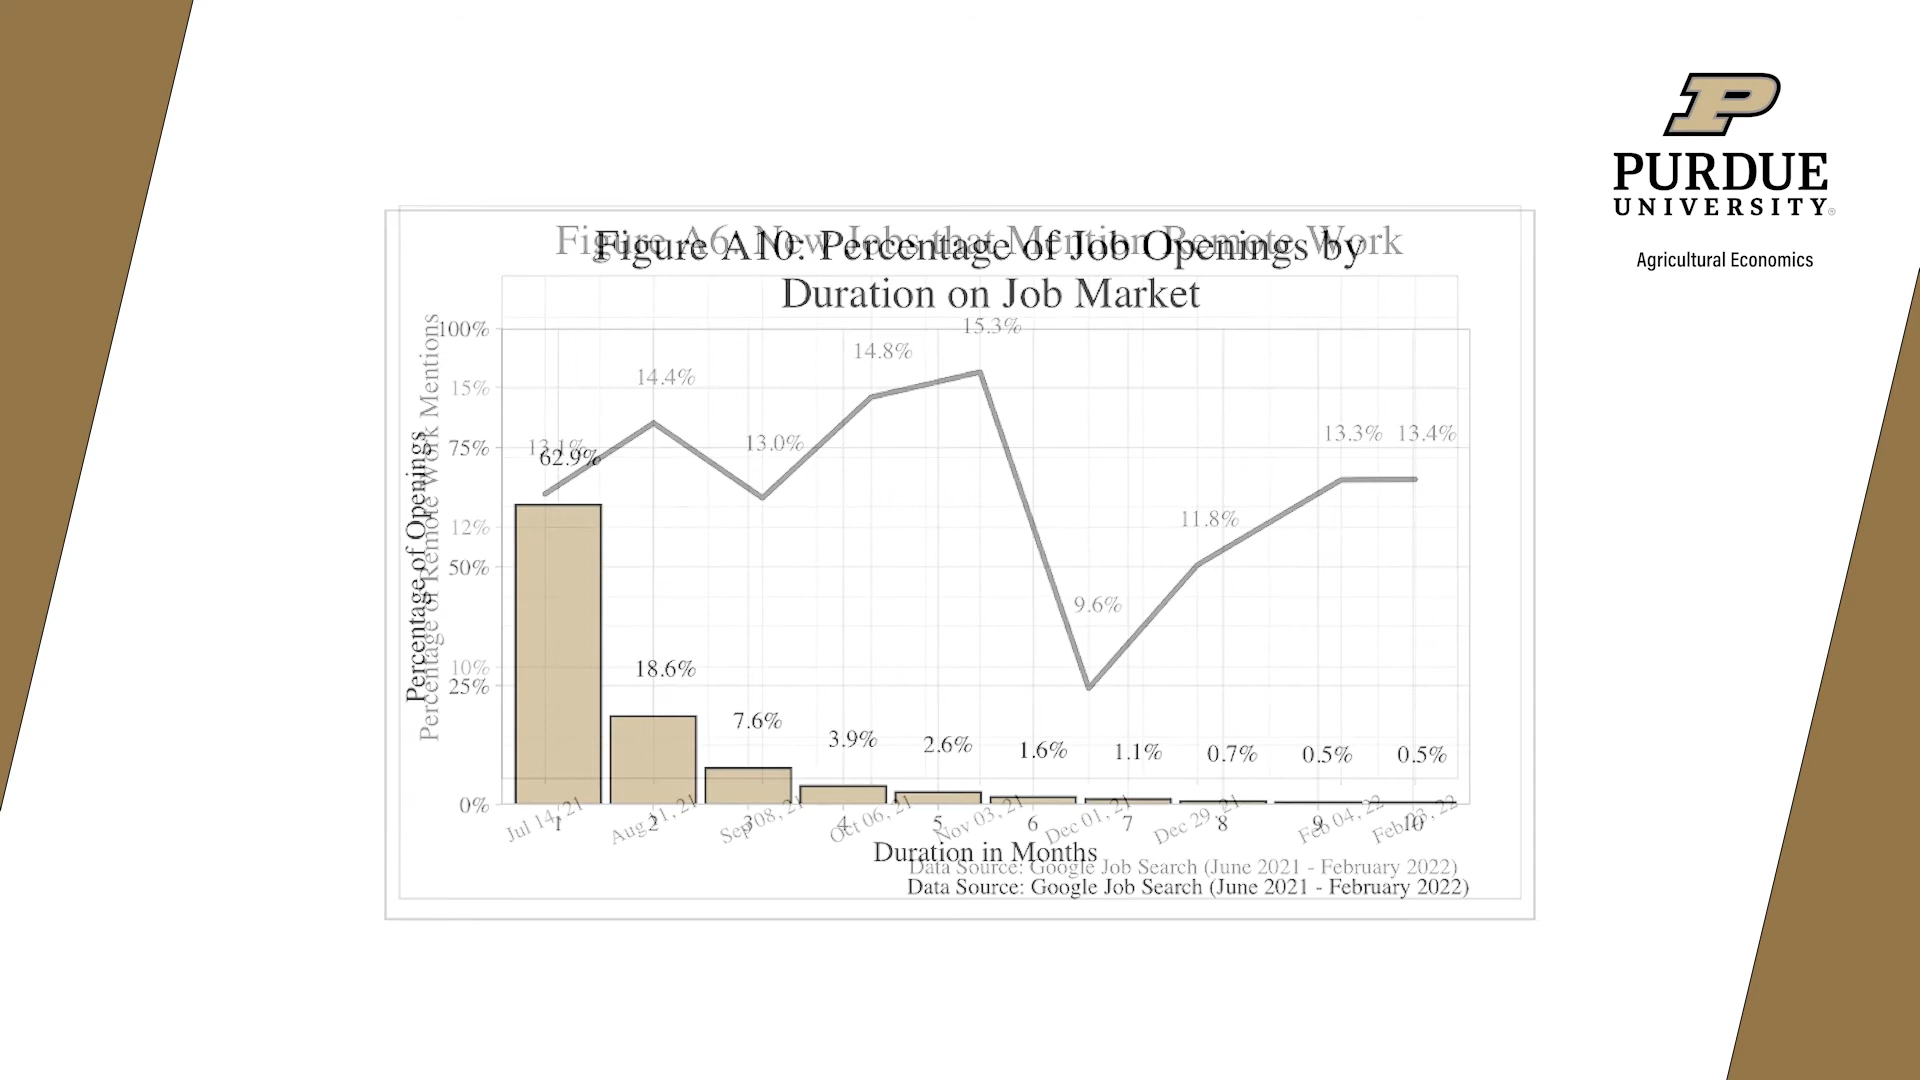 PURDUE
UNIVERSITY®
Agricultural Economics
Figure A6: New Jobs that Mention Remote Work
Figure A10: Percentage of Job Openings by
Duration on Job Market
Percentage of Remote Work Mentions
Percentage of Openings
100%
75%
50%
25%
0%
15%
12%
10%
13.1%
14.4%
13.0%
14.8%
15.3%
9.6%
11.8%
13.3%
13.4%
62.9%
18.6%
7.6%
3.9%
2.6%
1.6%
1.1%
0.7%
0.5%
0.5%
Jul 14, 21
Aug 11, 21
Sep 08, 21
Oct 06, 21
Nov 03, 21
Dec 01, 21
Dec 29, 21
Feb 04, 22
Feb 23, 22
1 2 3 4 5 6 7 8 9 10
Duration in Months
Data Source: Google Job Search (June 2021 - February 2022)
Data Source: Google Job Search (June 2021 - February 2022)